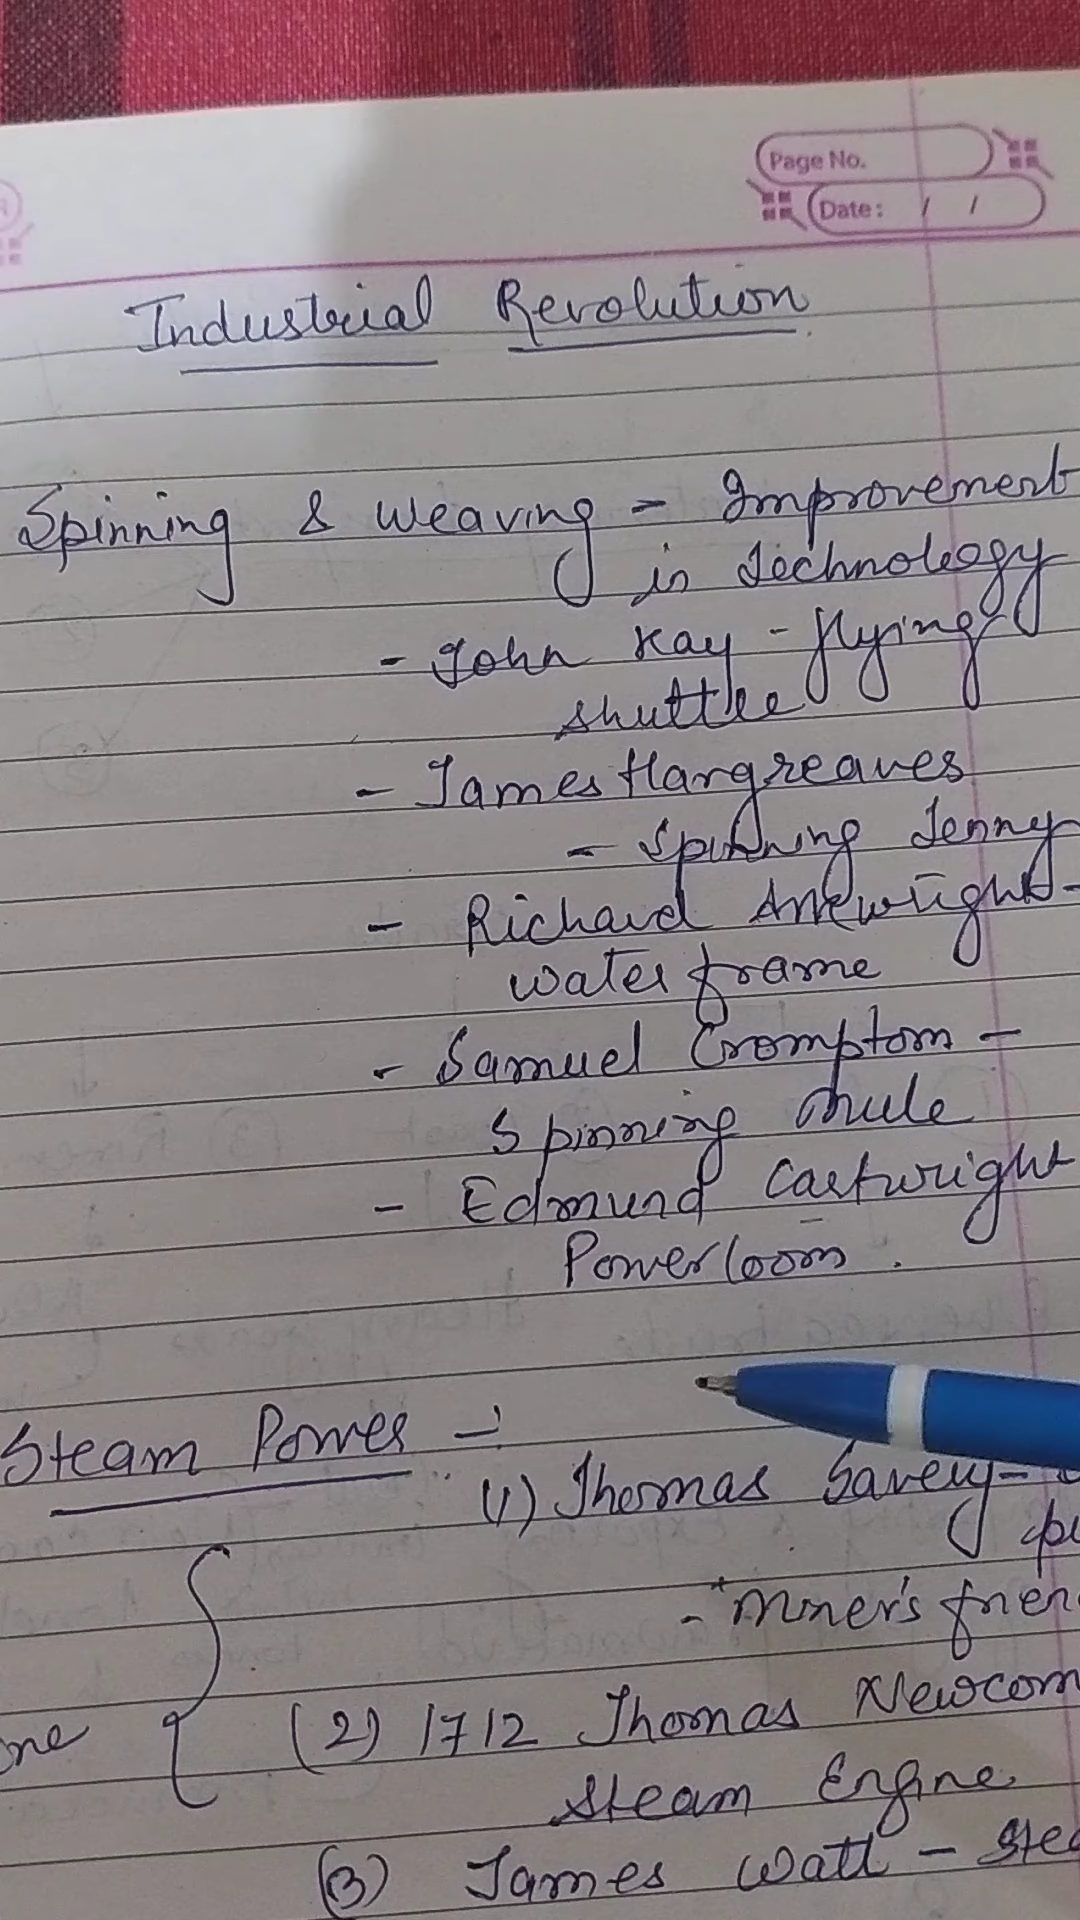 Page No.
Date: / /
Industrial Revolution
Spinning & Weaving - Improvement
in Technology
- John Kay - flying
shuttle
- James Hargreaves
- Spinning Jenny
- Richard Arkwright -
water frame
- Samuel Cromptom -
Spinning Mule
- Edmund Cartwright
Powerloom.
Steam Power -:
(1) Thomas Savery -
- "Miner's frien
(2) 1712 Thomas Newcom
Steam Engine
(3) James Watt - Stea